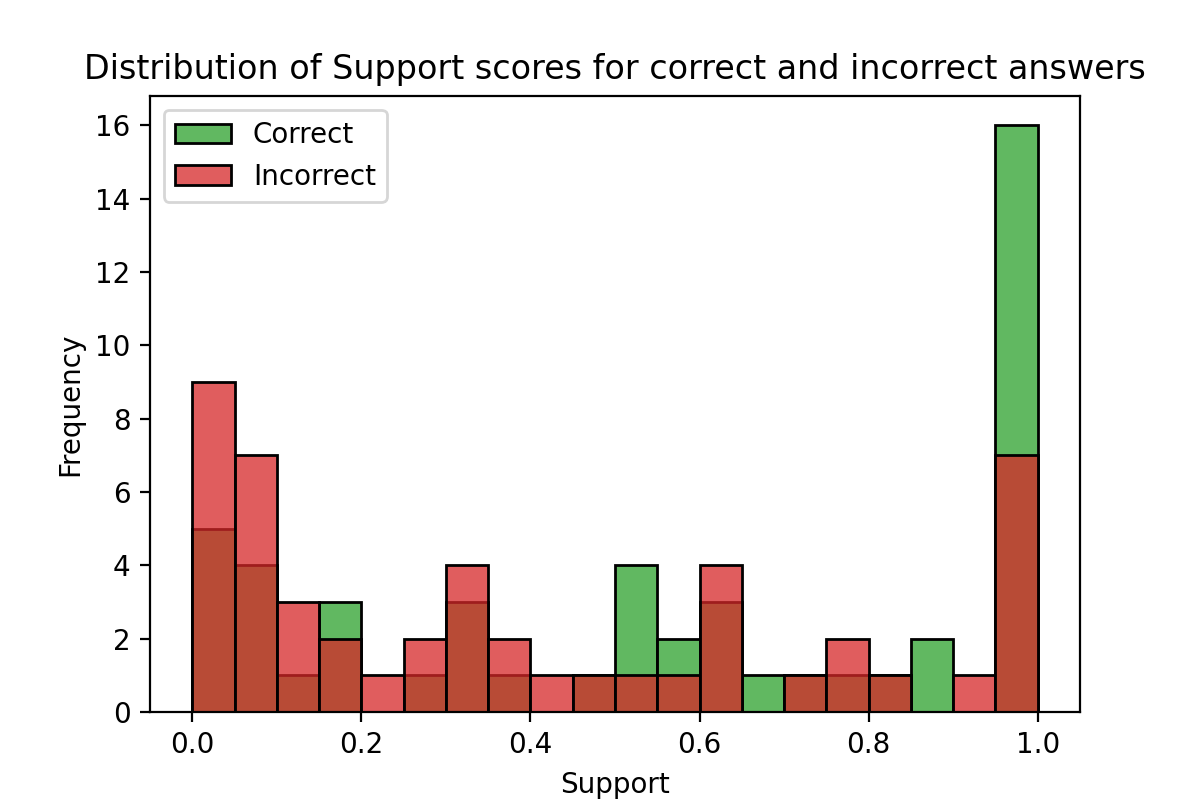 Distribution of Support scores for correct and incorrect answers
Correct
Incorrect
16
14
12
10
8
6
4
2
0
Frequency
0.0 0.2 0.4 0.6 0.8 1.0
Support